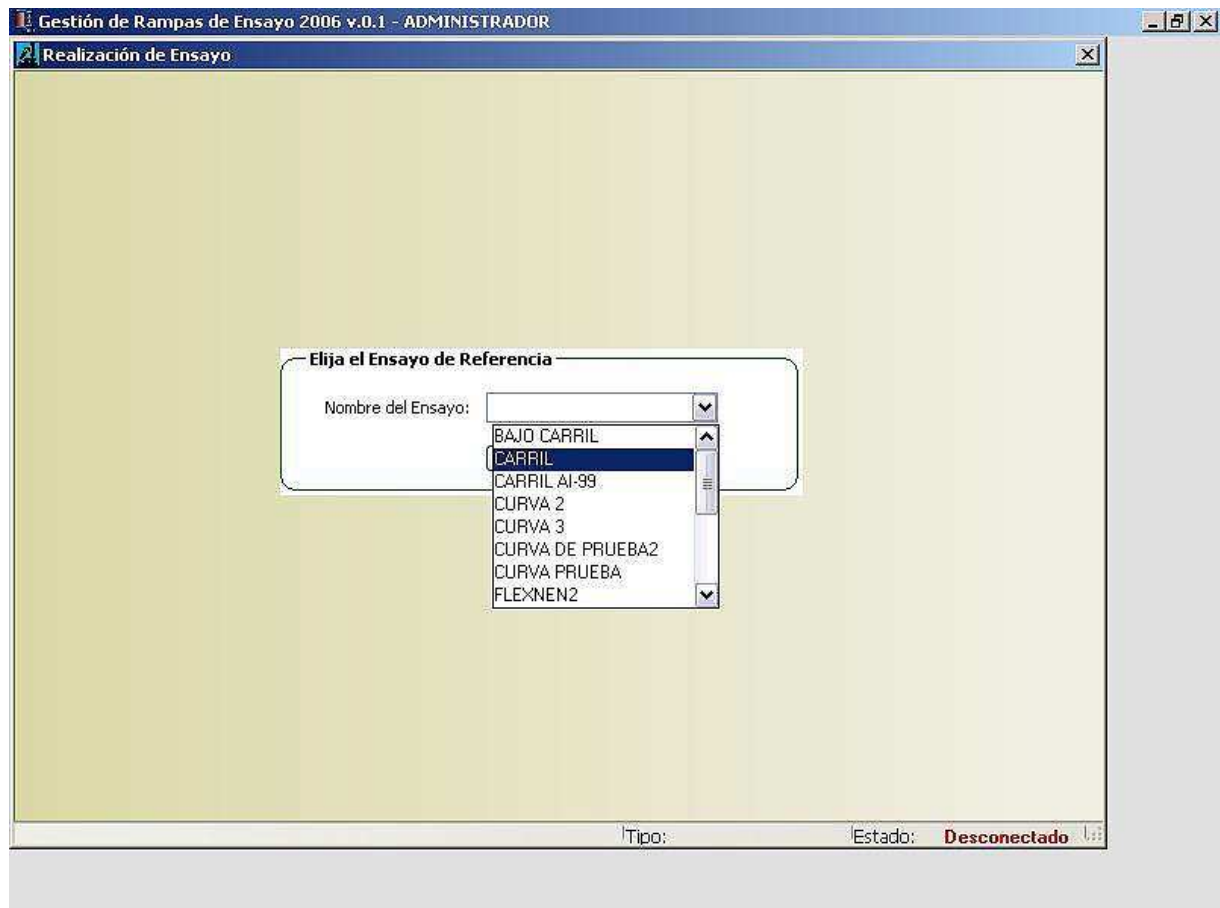 Gestión de Rampas de Ensayo 2006 v.0.1 - ADMINISTRADOR
Realización de Ensayo
Elija el Ensayo de Referencia
Nombre del Ensayo:
BAJO CARRIL
CARRIL
CARRIL AI-99
CURVA 2
CURVA 3
CURVA DE PRUEBA2
CURVA PRUEBA
FLEXNEN2
Tipo: Estado: Desconectado